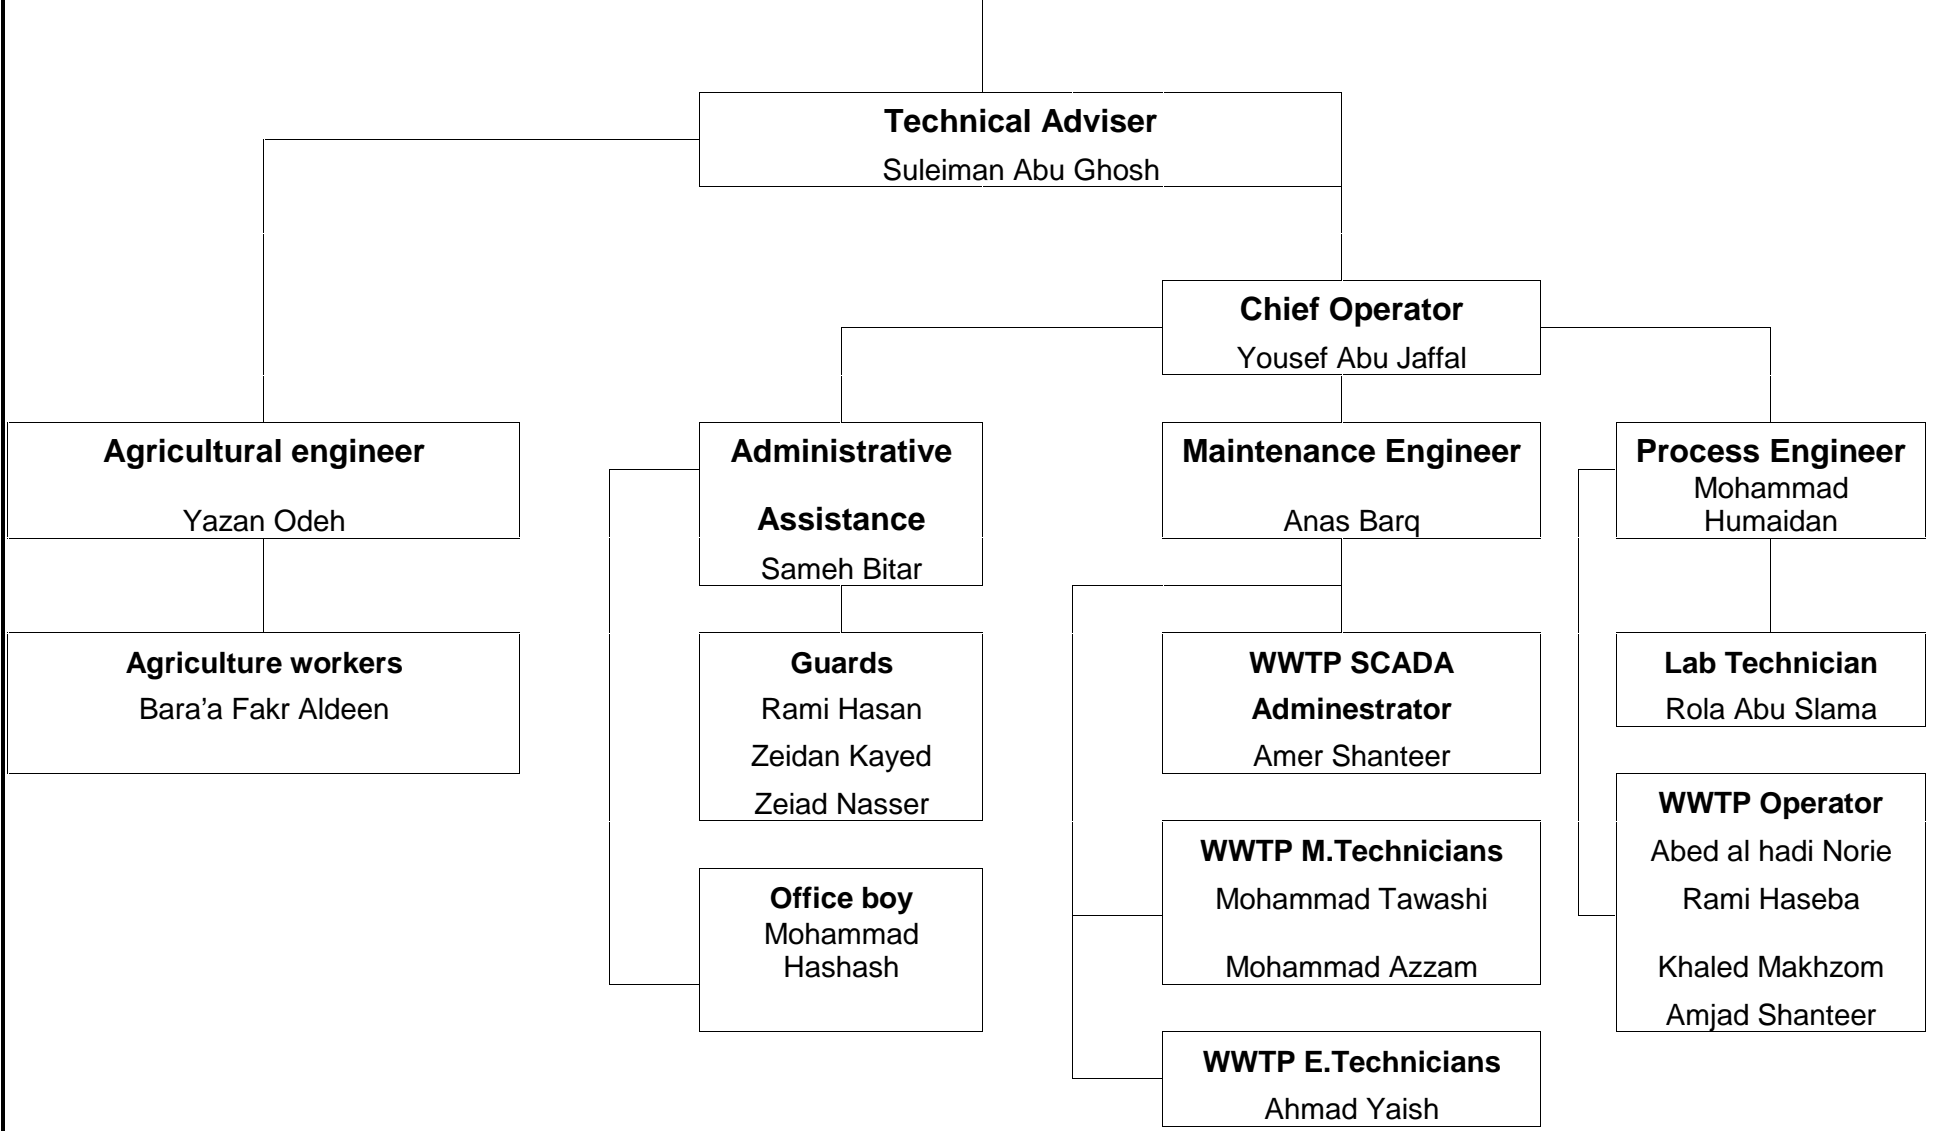 Technical Adviser
Suleiman Abu Ghosh
Chief Operator
Yousef Abu Jaffal
Agricultural engineer
Yazan Odeh
Administrative
Assistance
Sameh Bitar
Maintenance Engineer
Anas Barq
Process Engineer
Mohammad
Humaidan
Agriculture workers
Bara’a Fakr Aldeen
Guards
Rami Hasan
Zeidan Kayed
Zeiad Nasser
WWTP SCADA
Adminestrator
Amer Shanteer
Lab Technician
Rola Abu Slama
Office boy
Mohammad
Hashash
WWTP M.Technicians
Mohammad Tawashi
Mohammad Azzam
WWTP Operator
Abed al hadi Norie
Rami Haseba
Khaled Makhzom
Amjad Shanteer
WWTP E.Technicians
Ahmad Yaish